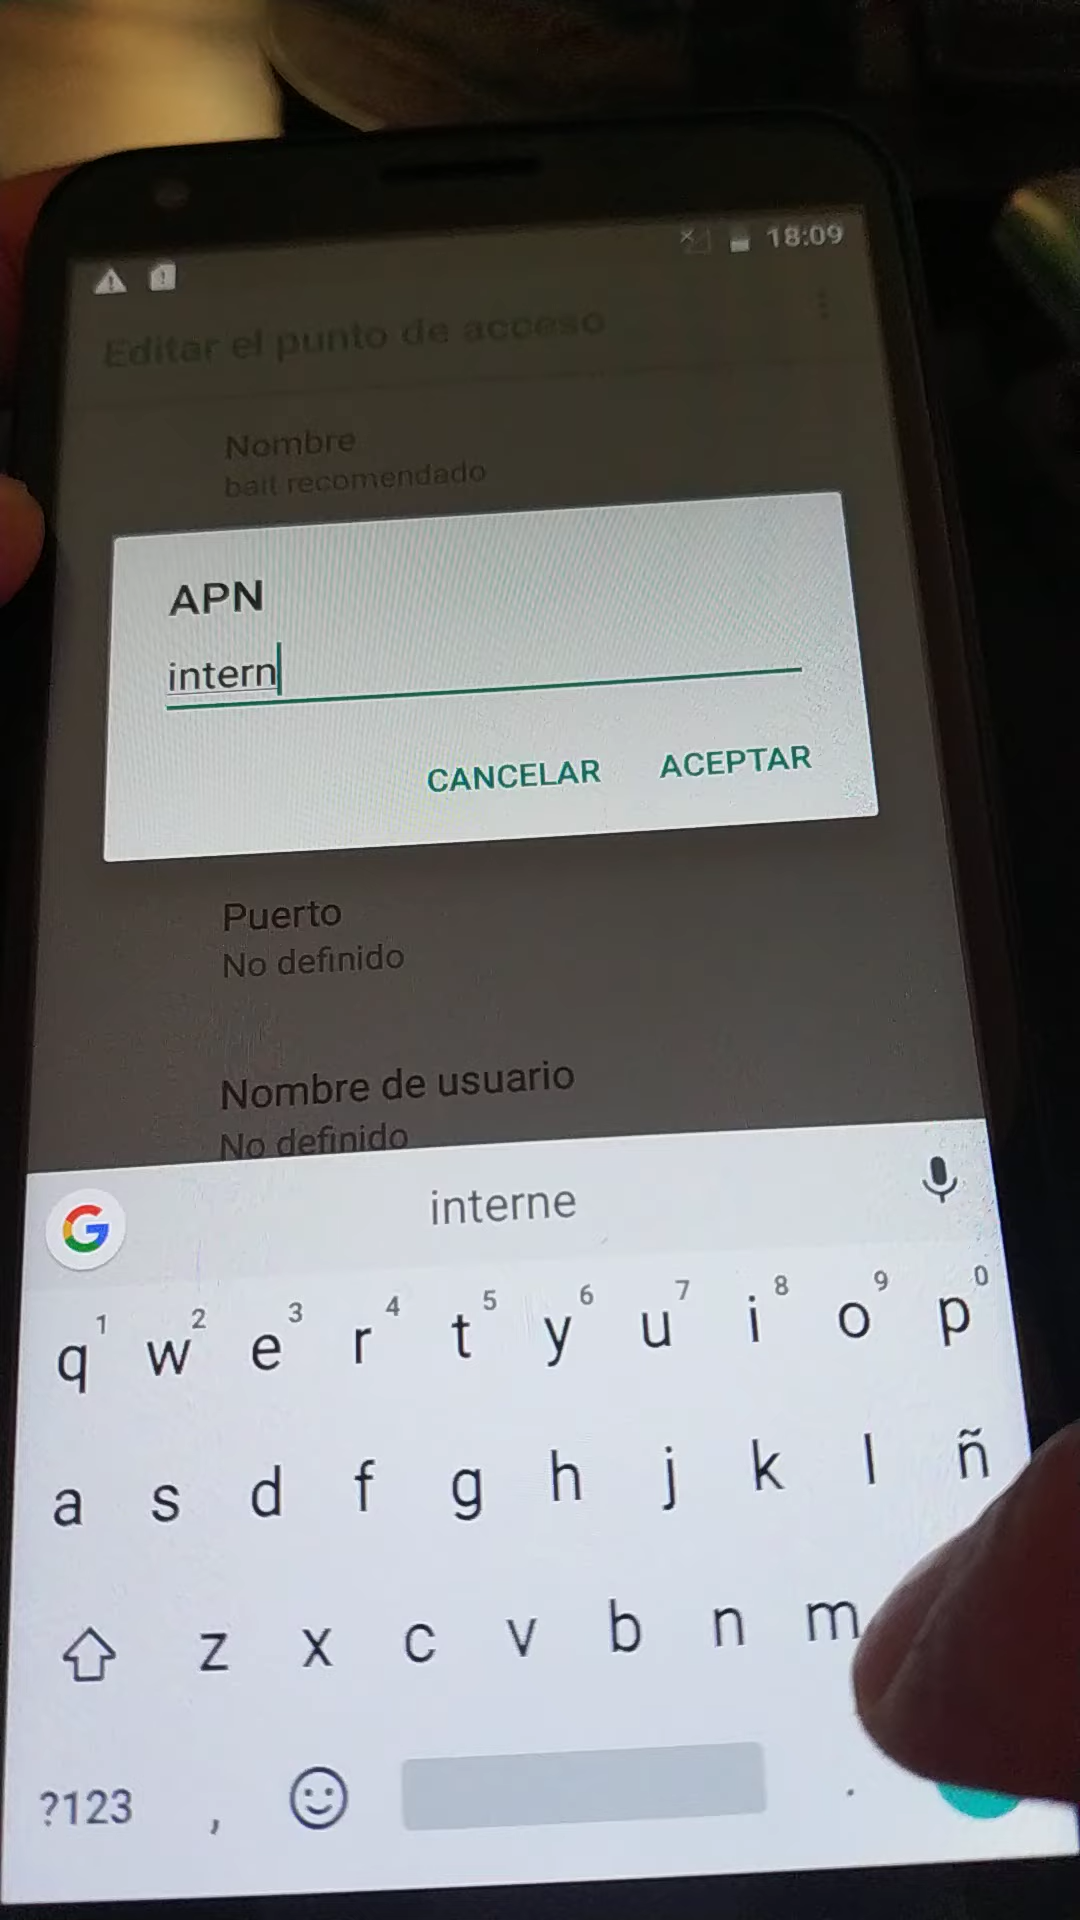 18:09
Editar el punto de acceso
Nombre
bait recomendado
APN
intern
CANCELAR ACEPTAR
Puerto
No definido
Nombre de usuario
No definido
G interne
1 2 3 4 5 6 7 8 9 0
q w e r t y u i o p
a s d f g h j k l ñ
z x c v b n m
?123 , .